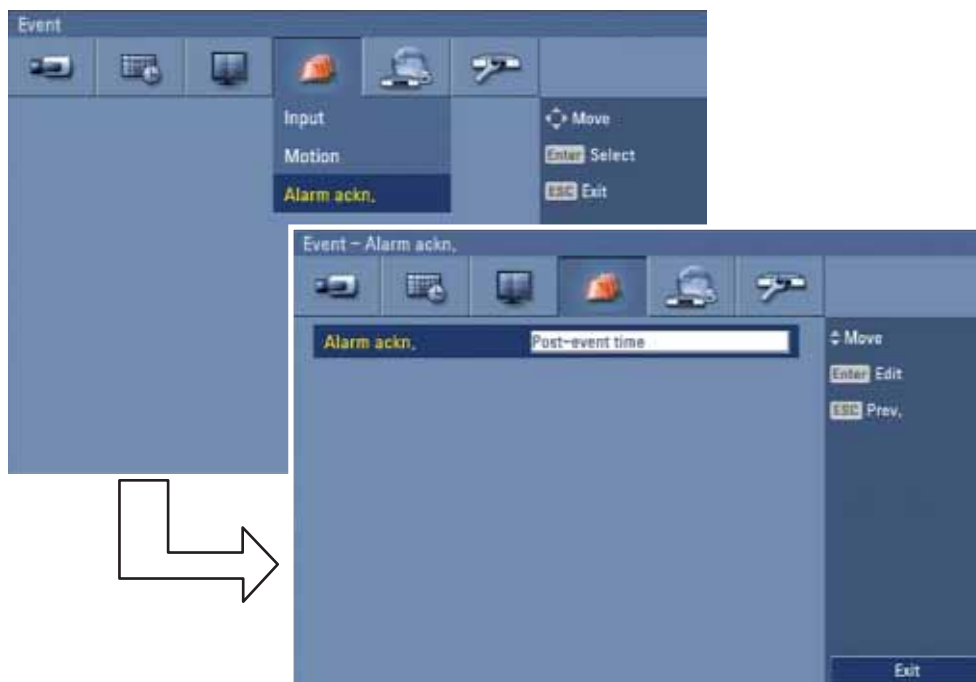 Event
Input
Motion
Alarm ackn.
Move
Enter Select
ESC Exit
Event - Alarm ackn.
Alarm ackn. Post-event time
Move
Enter Edit
ESC Prev.
Exit